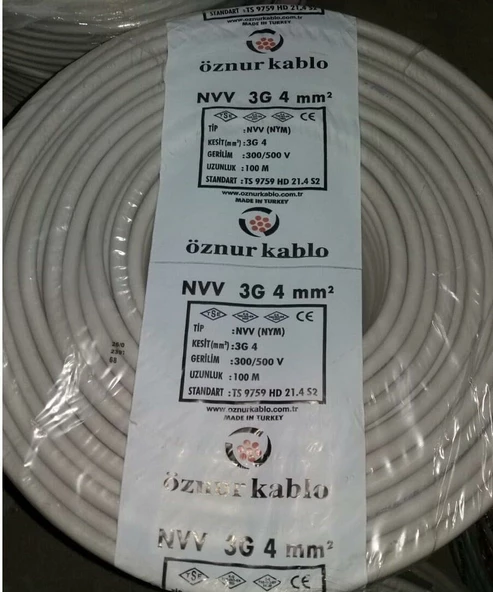 STANDART : TS 9759 HD 21.4 S2
www.oznurkablo.com.tr
MADE IN TURKEY
öznur kablo
NVV 3G 4 mm²
TSE CE
TİP : NVV (NYM)
KESİT(mm²) : 3G 4
GERİLİM : 300/500 V
UZUNLUK : 100 M
STANDART : TS 9759 HD 21.4 S2
www.oznurkablo.com.tr
MADE IN TURKEY
öznur kablo
NVV 3G 4 mm²
TSE CE
TİP : NVV (NYM)
KESİT(mm²) : 3G 4
GERİLİM : 300/500 V
UZUNLUK : 100 M
STANDART : TS 9759 HD 21.4 S2
www.oznurkablo.com.tr
MADE IN TURKEY
öznur kablo
NVV 3G 4 mm²
TSE CE